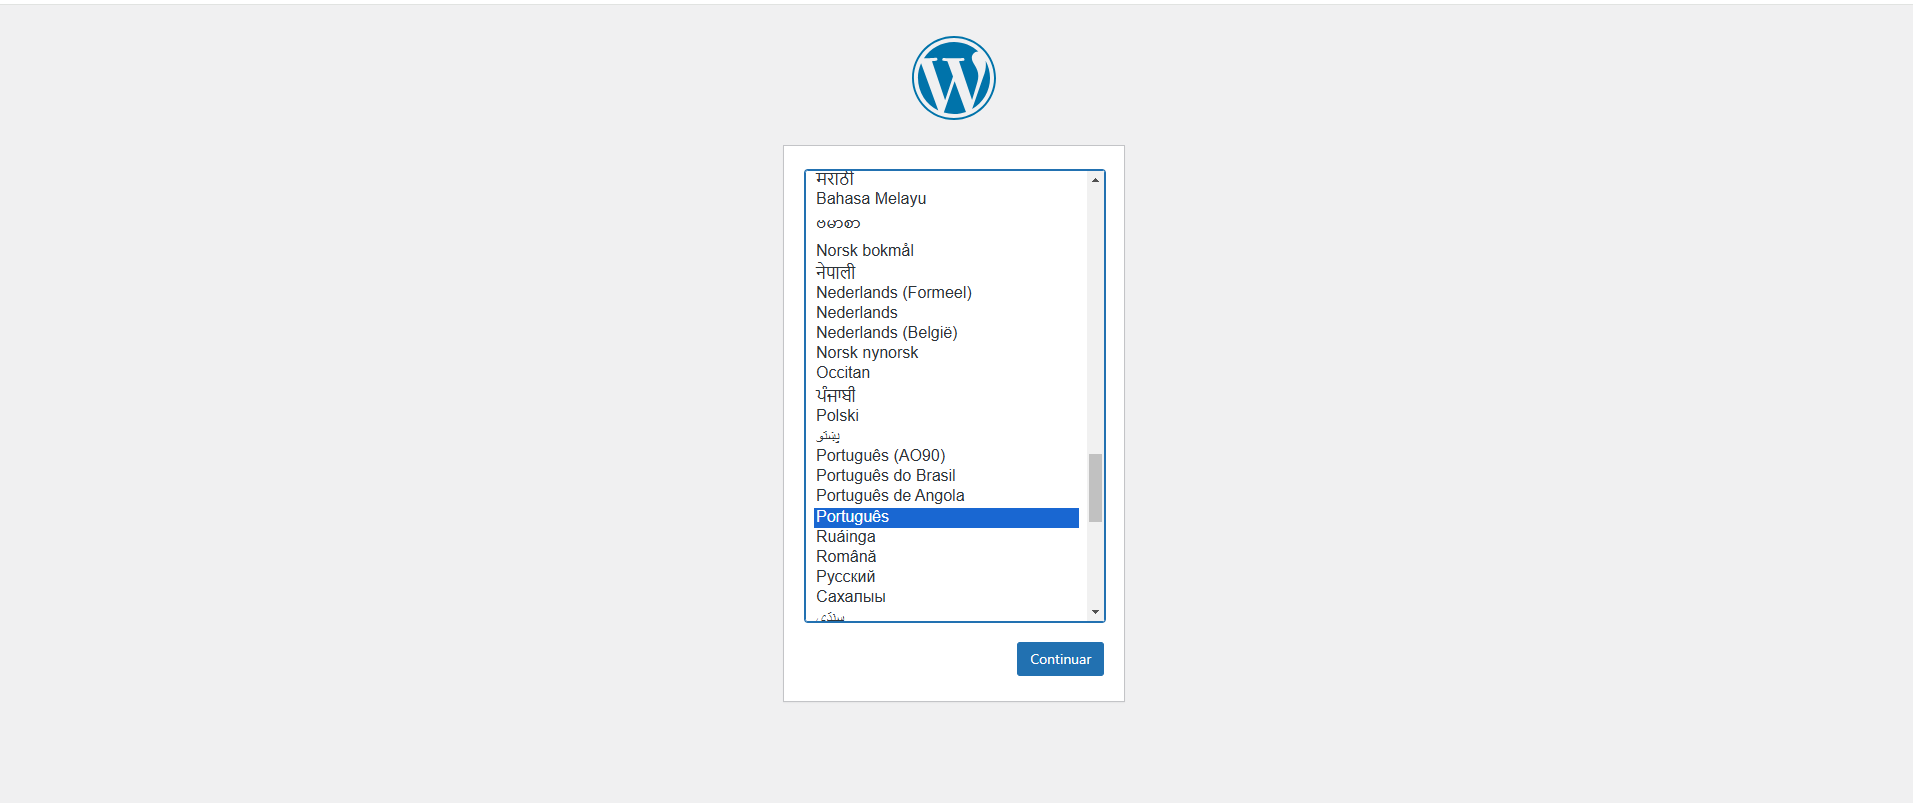 मराठी
Bahasa Melayu
ဗမာစာ
Norsk bokmål
नेपाली
Nederlands (Formeel)
Nederlands
Nederlands (België)
Norsk nynorsk
Occitan
ਪੰਜਾਬੀ
Polski
پښتو
Português (AO90)
Português do Brasil
Português de Angola
Português
Ruáinga
Română
Русский
Сахалыы
سنڌي
Continuar